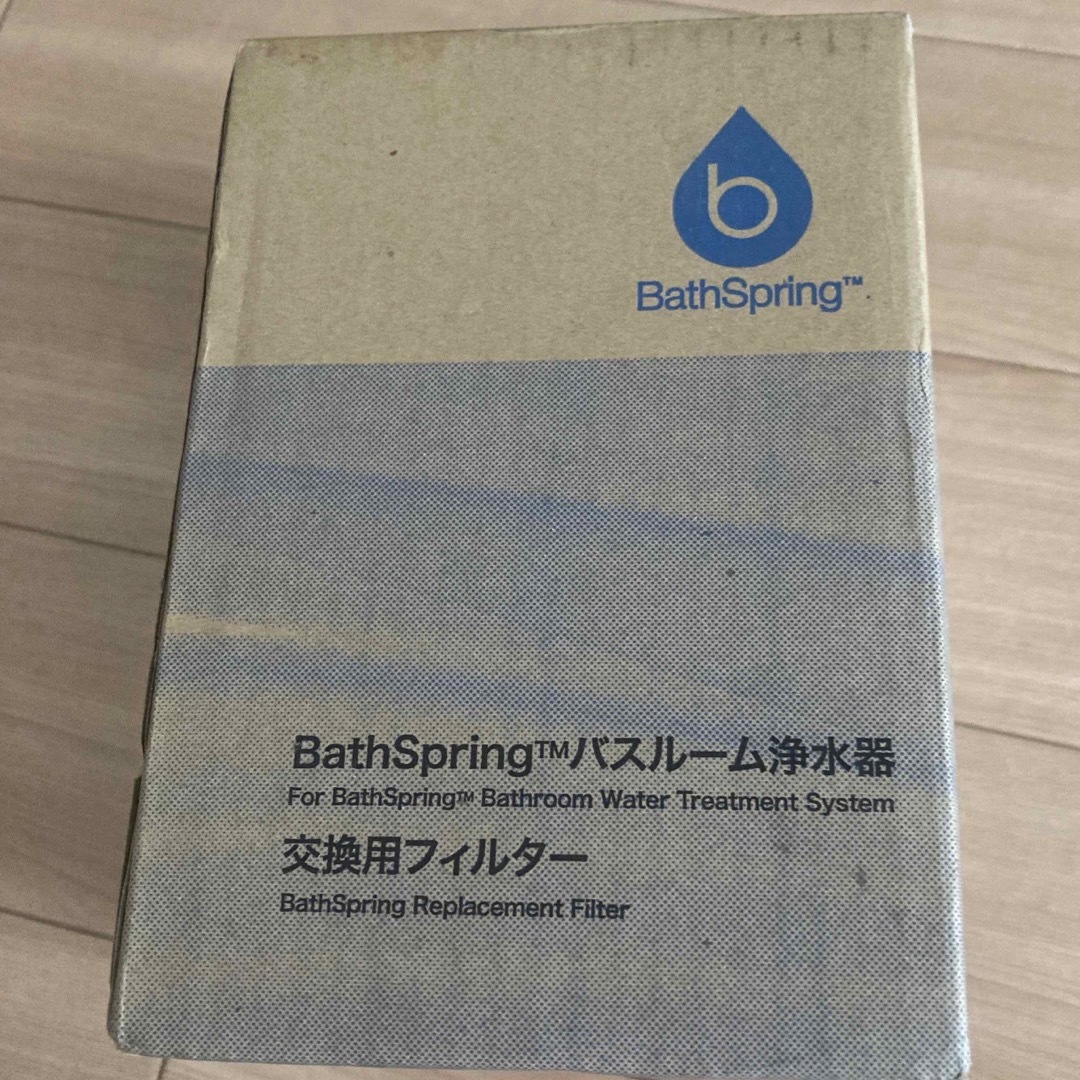 b
BathSpring™
BathSpring™バスルーム浄水器
For BathSpring™ Bathroom Water Treatment System
交換用フィルター
BathSpring Replacement Filter